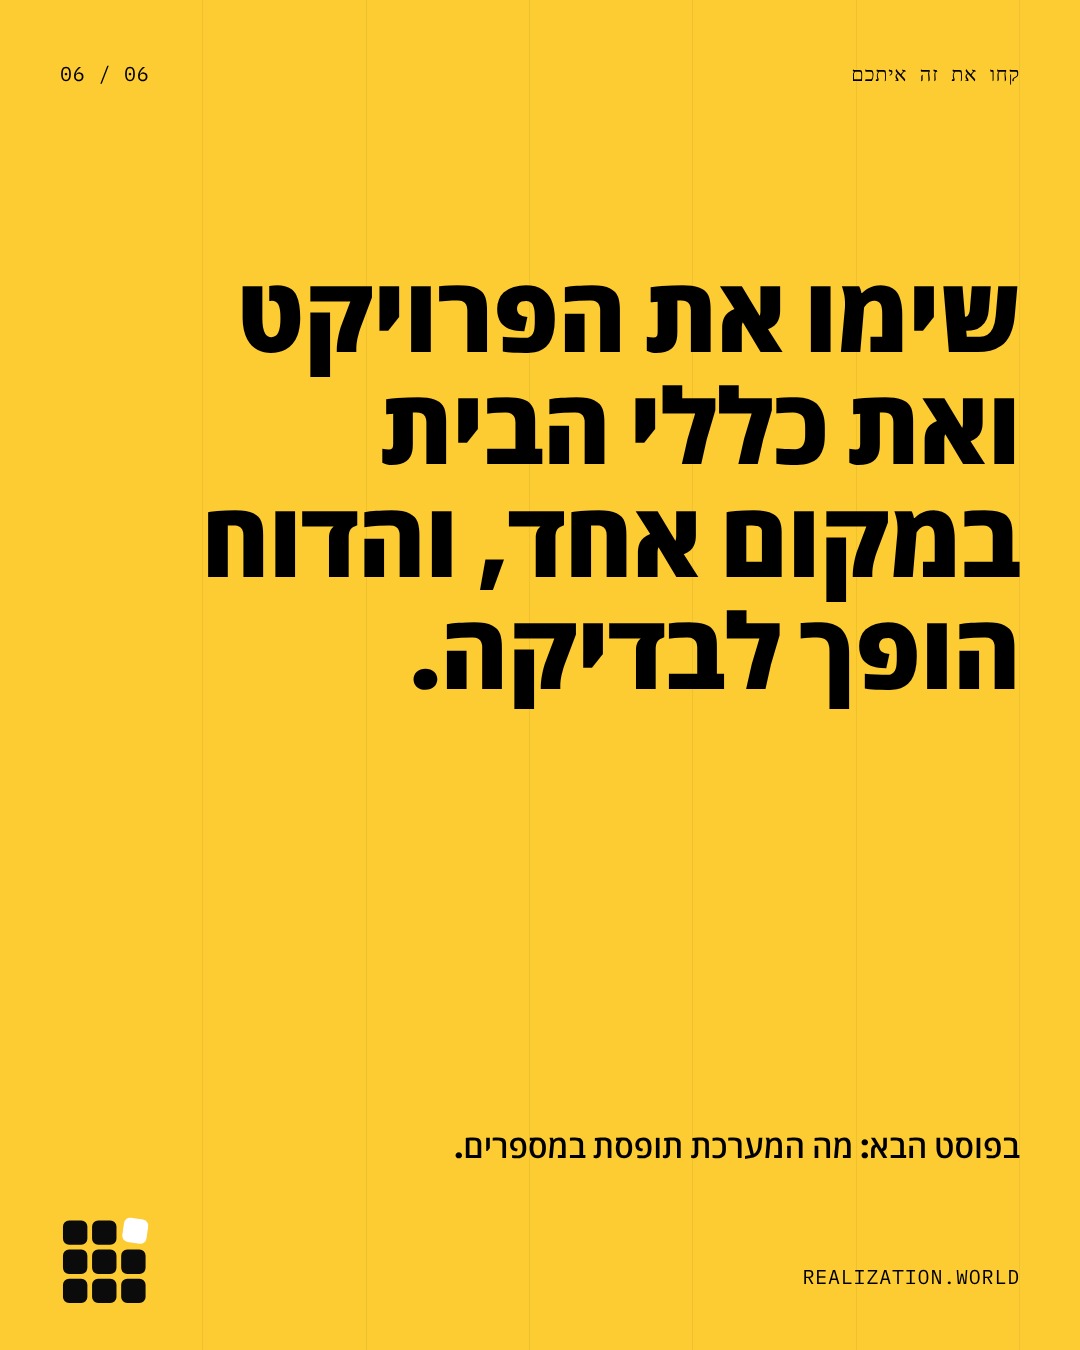 קחו את זה איתכם
06 / 06
שימו את הפרויקט
ואת כללי הבית
במקום אחד, והדוח
הופך לבדיקה.
בפוסט הבא: מה המערכת תופסת במספרים.
REALIZATION.WORLD